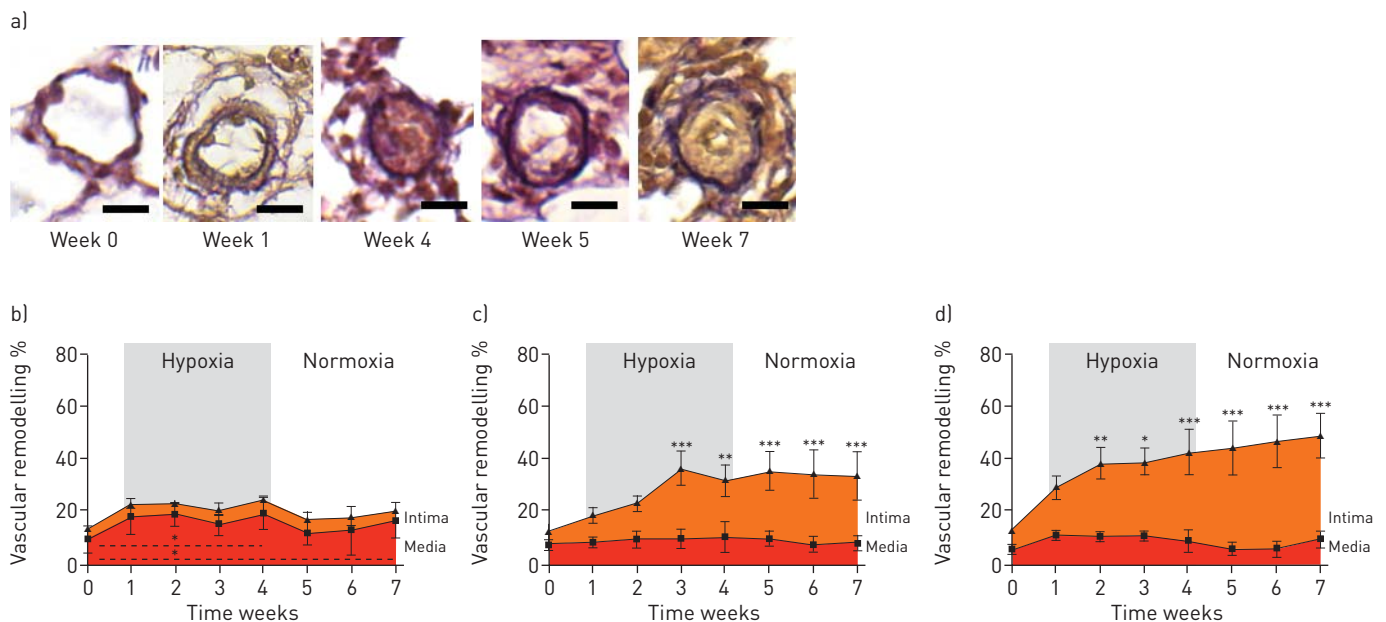 a)
Week 0 Week 1 Week 4 Week 5 Week 7
b)
Vascular remodelling %
80
60
40
20
0
Hypoxia Normoxia
*
*
Intima
Media
0 1 2 3 4 5 6 7
Time weeks
c)
Vascular remodelling %
80
60
40
20
0
Hypoxia Normoxia
*** ** *** *** ***
Intima
Media
0 1 2 3 4 5 6 7
Time weeks
d)
Vascular remodelling %
80
60
40
20
0
Hypoxia Normoxia
** * *** *** *** ***
Intima
Media
0 1 2 3 4 5 6 7
Time weeks